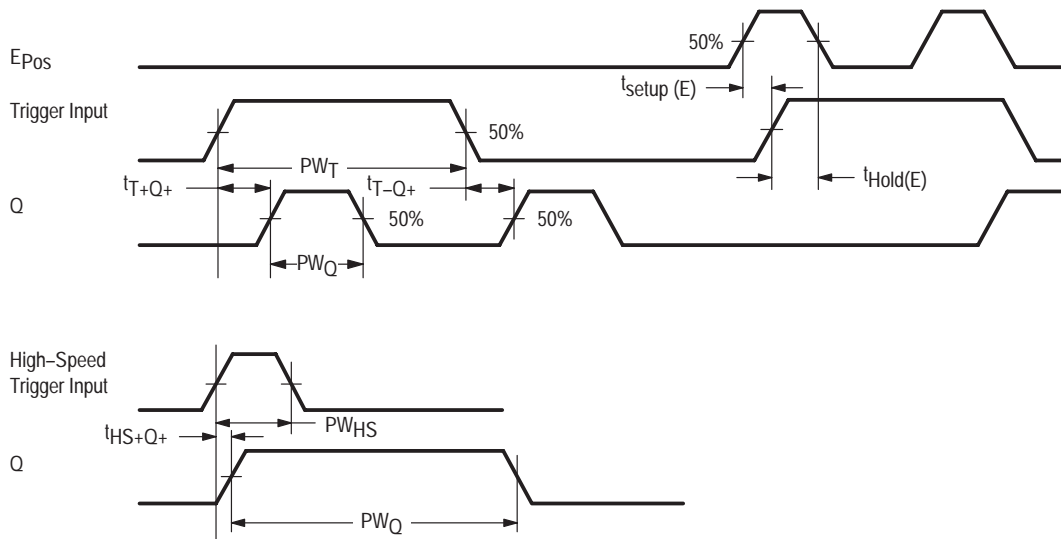 EPos
50%
tsetup (E)
Trigger Input
50%
PWT
tT+Q+
tT−Q+
tHold(E)
Q
50%
50%
PWQ
High−Speed
Trigger Input
PWHS
tHS+Q+
Q
PWQ